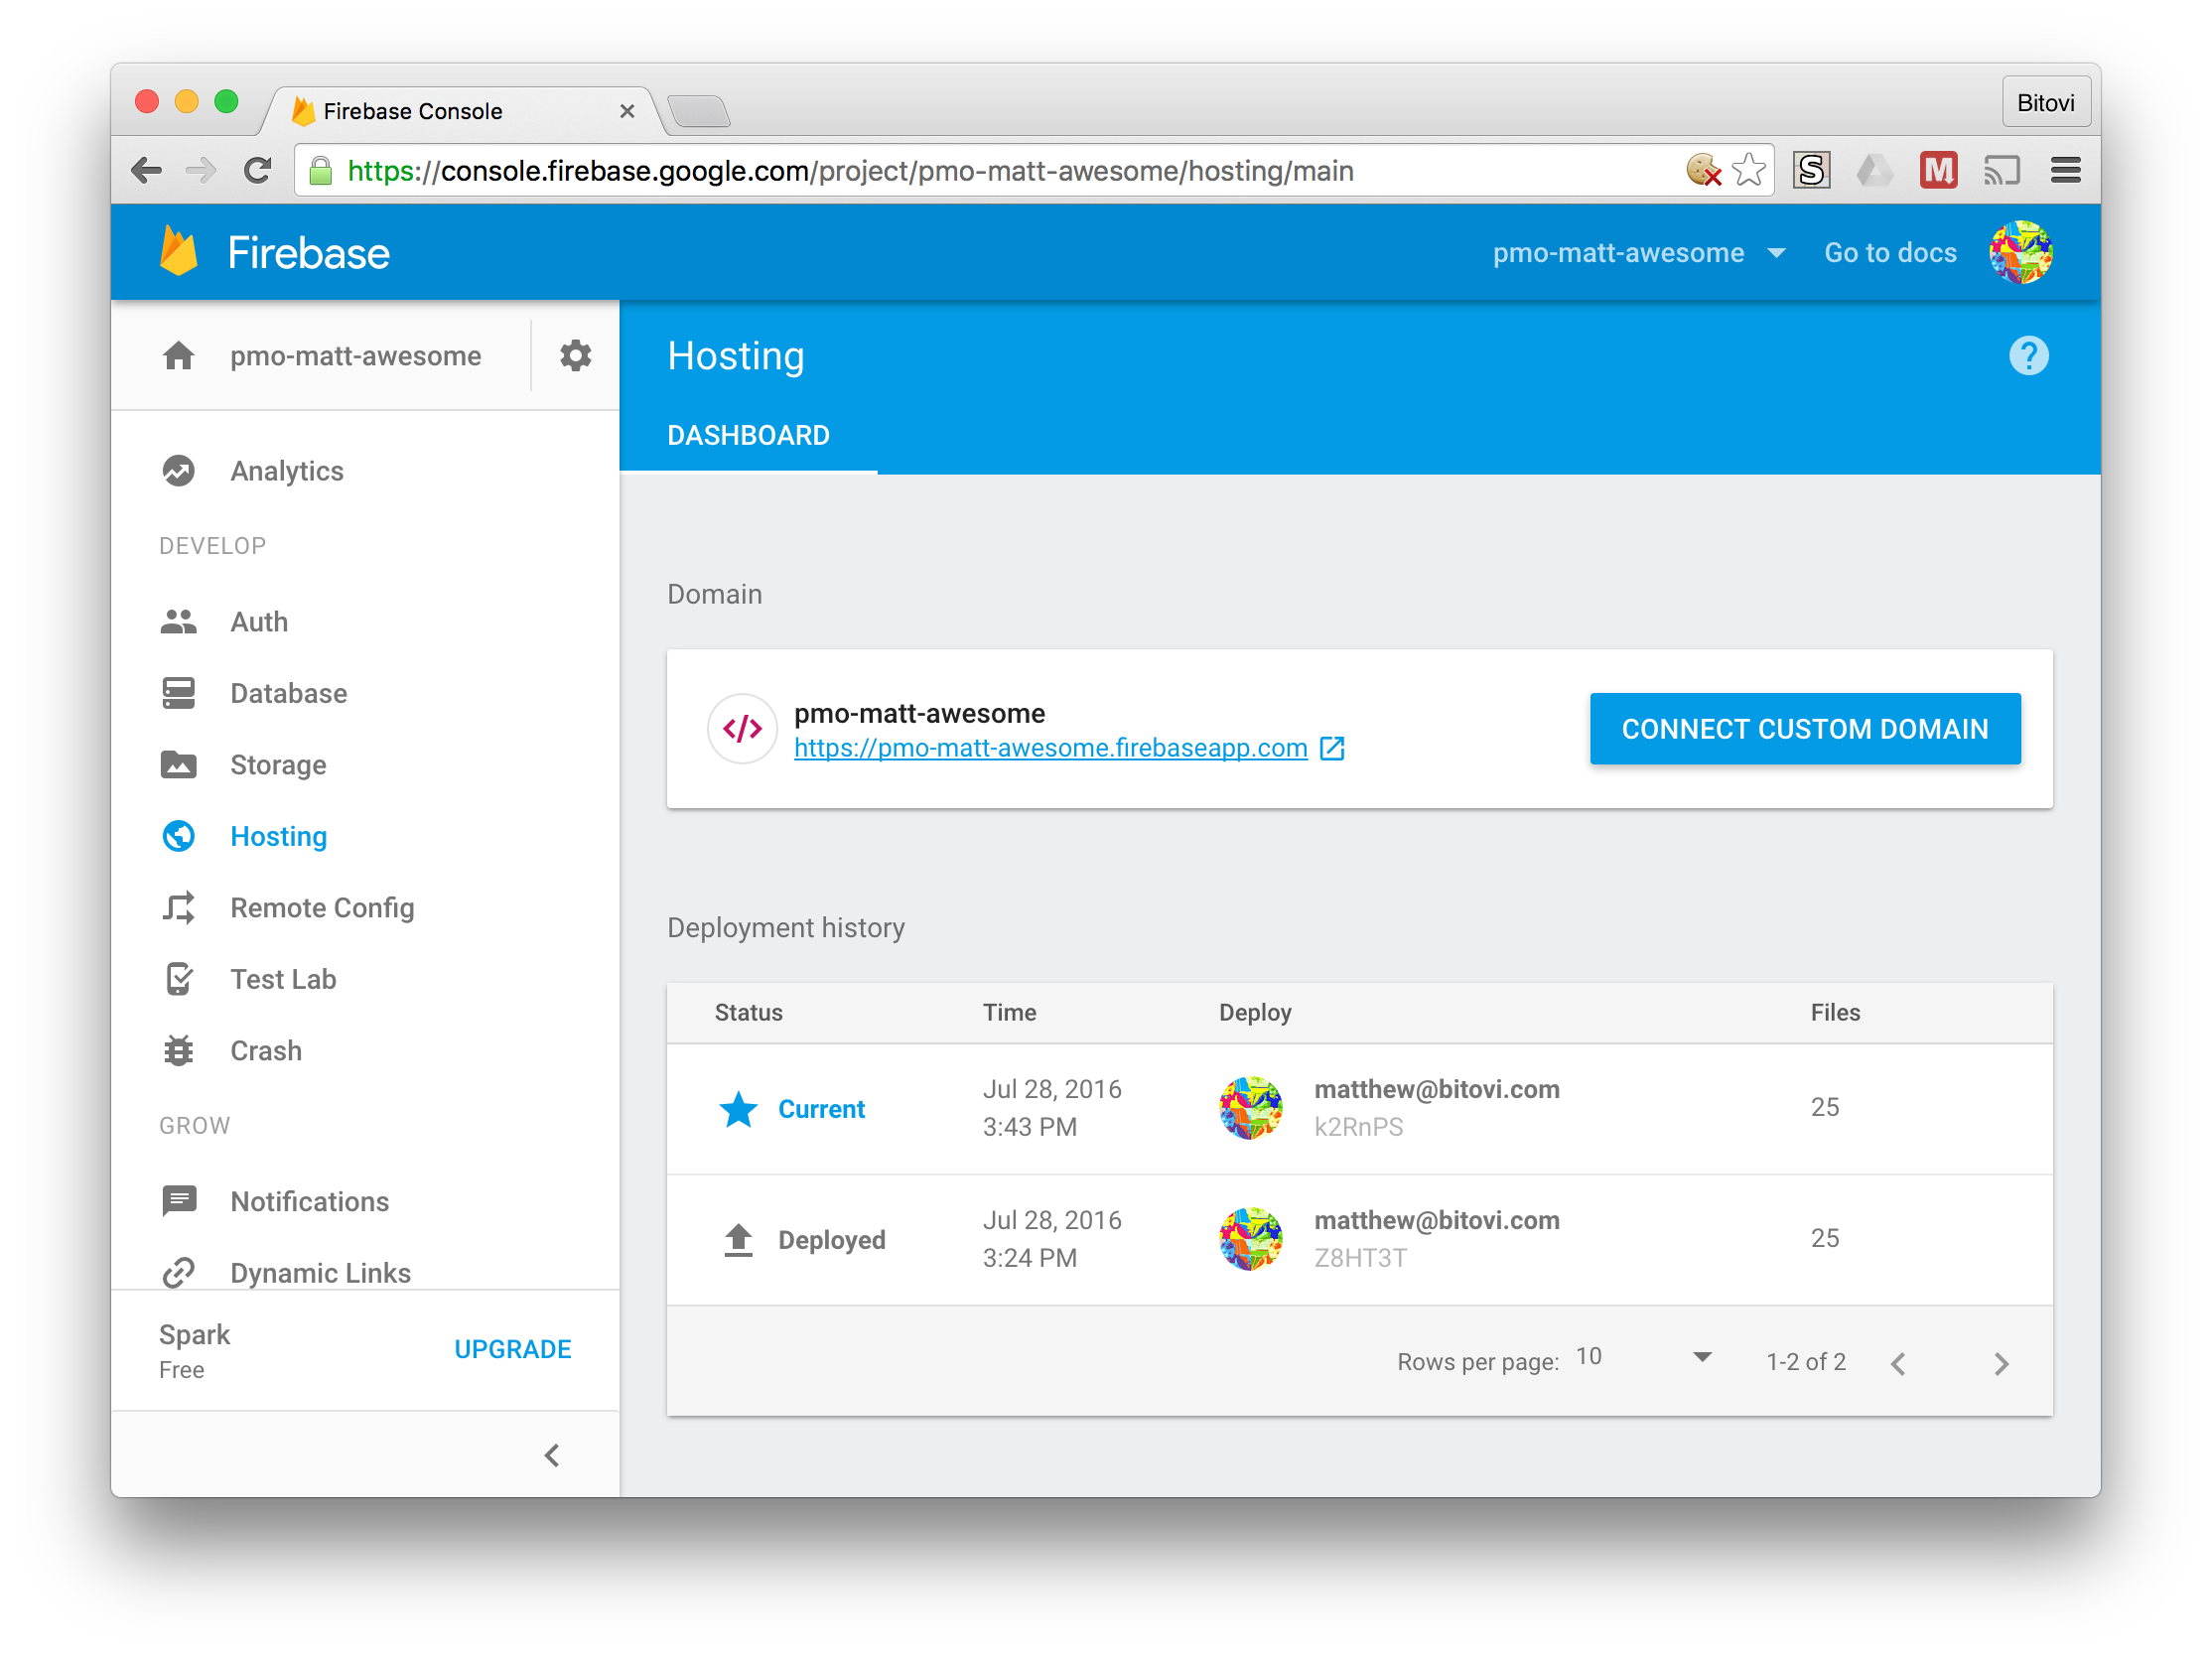 Firebase Console
Bitovi
https://console.firebase.google.com/project/pmo-matt-awesome/hosting/main
S
M
Firebase
pmo-matt-awesome
Go to docs
pmo-matt-awesome
Hosting
?
DASHBOARD
Analytics
DEVELOP
Auth
Database
Storage
Hosting
Remote Config
Test Lab
Crash
GROW
Notifications
Dynamic Links
Spark
Free
UPGRADE
Domain
</>
pmo-matt-awesome
https://pmo-matt-awesome.firebaseapp.com
CONNECT CUSTOM DOMAIN
Deployment history
Status Time Deploy Files
Current
Jul 28, 2016
3:43 PM
matthew@bitovi.com
k2RnPS
25
Deployed
Jul 28, 2016
3:24 PM
matthew@bitovi.com
Z8HT3T
25
Rows per page: 10
1-2 of 2